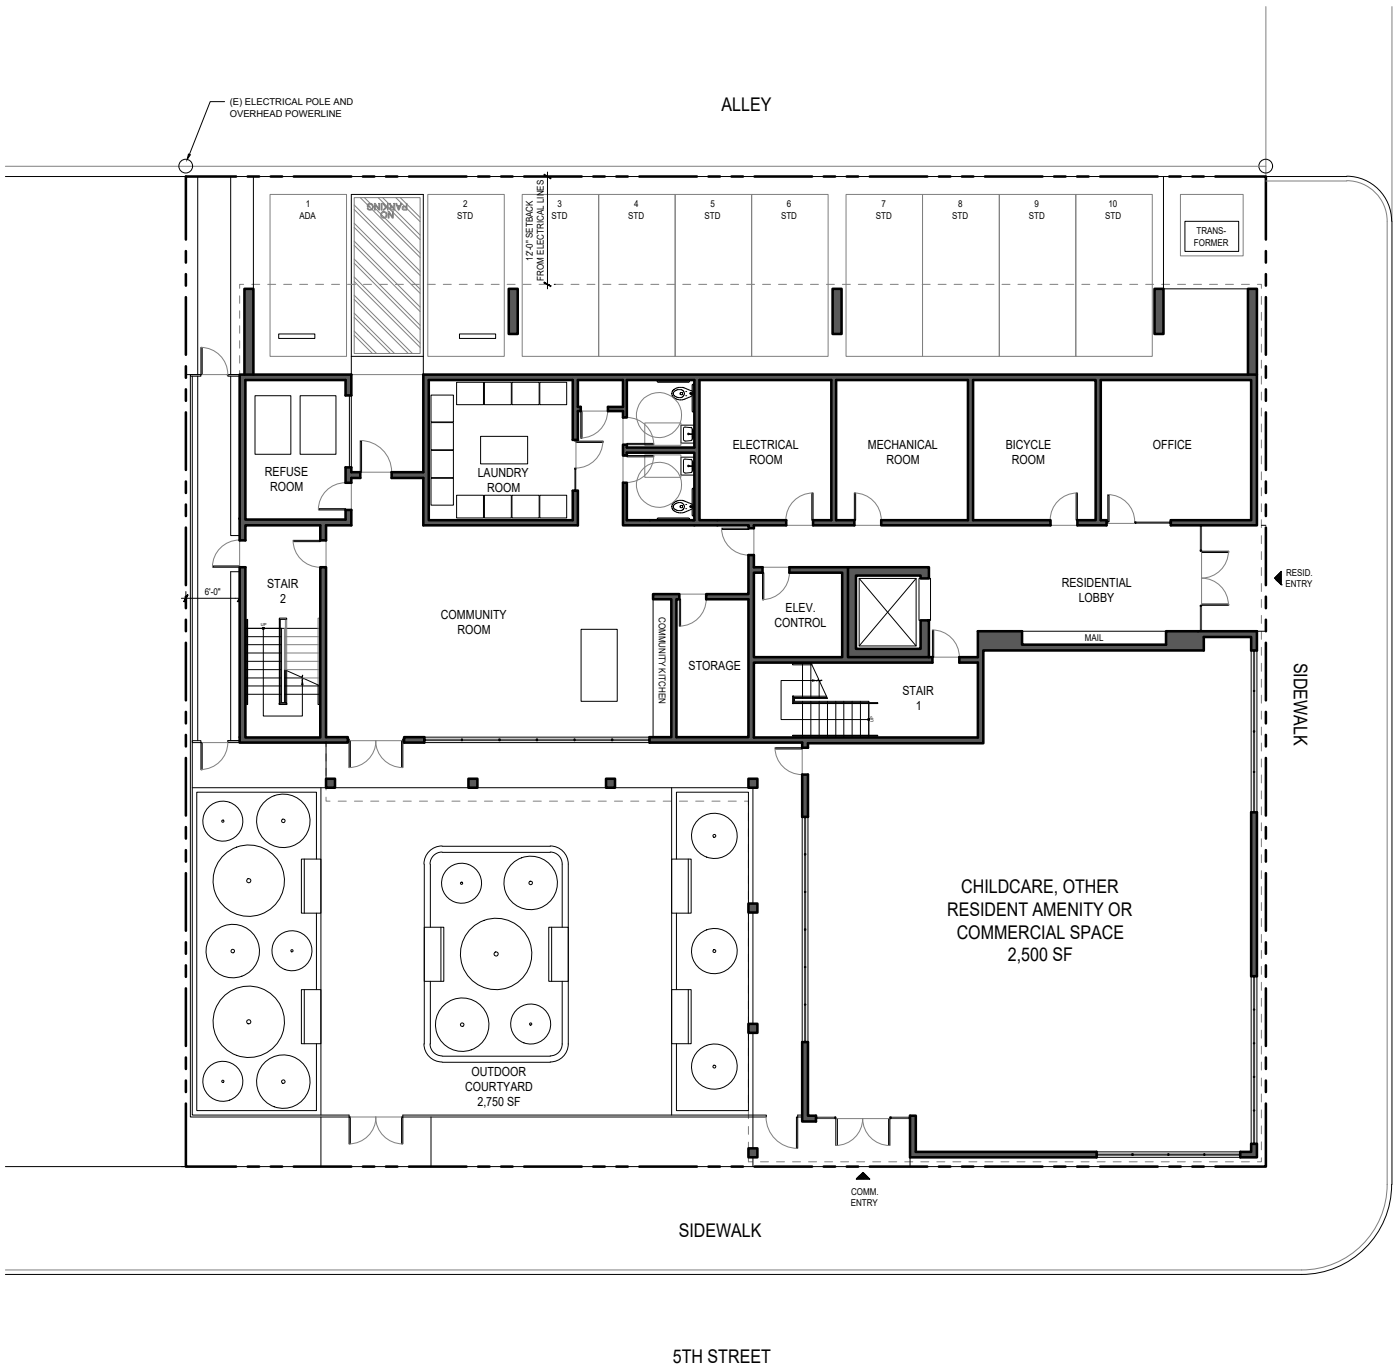 (E) ELECTRICAL POLE AND
OVERHEAD POWERLINE
ALLEY
1
ADA
NO
PARKING
2
STD
12'-0" SETBACK
FROM ELECTRICAL LINES
3
STD
4
STD
5
STD
6
STD
7
STD
8
STD
9
STD
10
STD
TRANS-
FORMER
REFUSE
ROOM
LAUNDRY
ROOM
ELECTRICAL
ROOM
MECHANICAL
ROOM
BICYCLE
ROOM
OFFICE
STAIR
2
6'-0"
UP
COMMUNITY
ROOM
COMMUNITY KITCHEN
STORAGE
ELEV.
CONTROL
RESIDENTIAL
LOBBY
RESID.
ENTRY
MAIL
STAIR
1
UP
SIDEWALK
CHILDCARE, OTHER
RESIDENT AMENITY OR
COMMERCIAL SPACE
2,500 SF
OUTDOOR
COURTYARD
2,750 SF
COMM.
ENTRY
SIDEWALK
5TH STREET